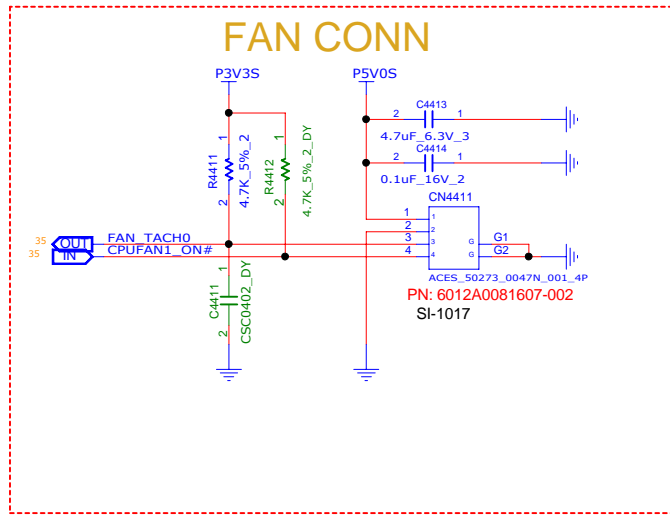 FAN CONN
P3V3S
P5V0S
C4413
2
1
4.7uF_6.3V_3
C4414
2
1
0.1uF_16V_2
1
R4411
4.7K_5%_2
2
1
R4412
4.7K_5%_2_DY
2
CN4411
1
2
3
4
1
2
3
4
G
G
G1
G2
ACES_50273_0047N_001_4P
PN: 6012A0081607-002
SI-1017
35
OUT
FAN_TACH0
35
IN
CPUFAN1_ON#
1
C4411
CSC0402_DY
2